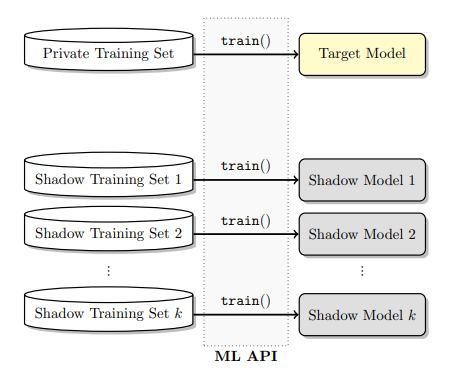 Private Training Set
train()
Target Model
Shadow Training Set 1
train()
Shadow Model 1
Shadow Training Set 2
train()
Shadow Model 2
⋮
⋮
Shadow Training Set k
train()
Shadow Model k
ML API